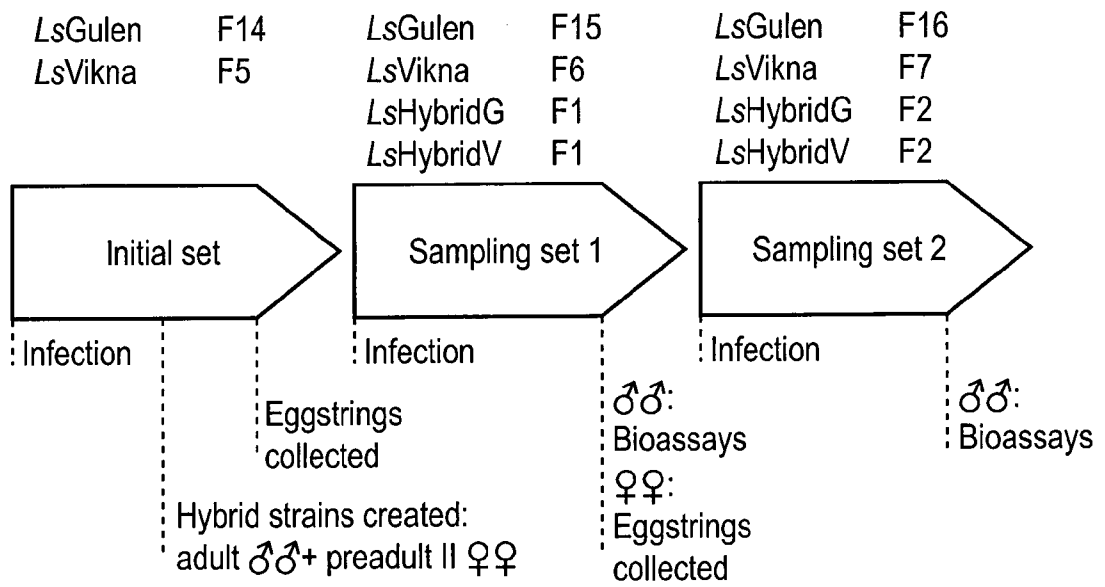 LsGulen F14
LsVikna F5
LsGulen F15
LsVikna F6
LsHybridG F1
LsHybridV F1
LsGulen F16
LsVikna F7
LsHybridG F2
LsHybridV F2
Initial set
Sampling set 1
Sampling set 2
Infection
Eggstrings
collected
Hybrid strains created:
adult ♂♂+ preadult II ♀♀
Infection
♂♂:
Bioassays
♀♀:
Eggstrings
collected
Infection
♂♂:
Bioassays